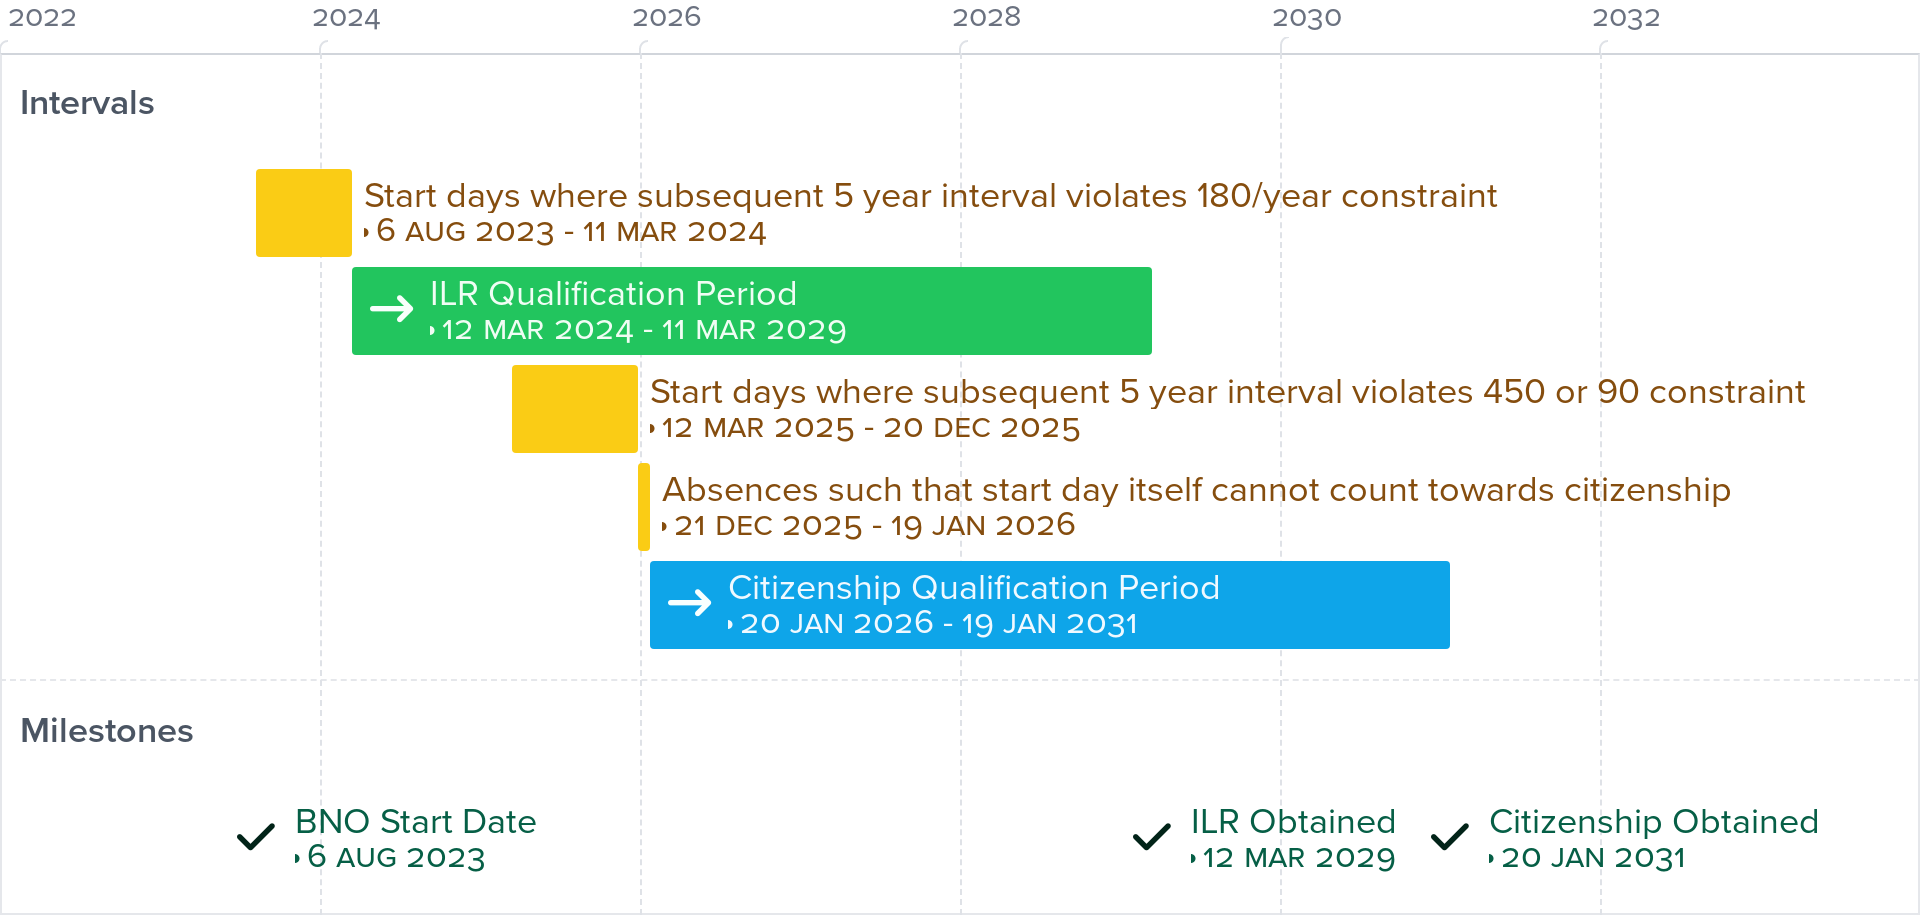 2022 2024 2026 2028 2030 2032
Intervals
Start days where subsequent 5 year interval violates 180/year constraint
6 AUG 2023 - 11 MAR 2024
ILR Qualification Period
12 MAR 2024 - 11 MAR 2029
Start days where subsequent 5 year interval violates 450 or 90 constraint
12 MAR 2025 - 20 DEC 2025
Absences such that start day itself cannot count towards citizenship
21 DEC 2025 - 19 JAN 2026
Citizenship Qualification Period
20 JAN 2026 - 19 JAN 2031
Milestones
BNO Start Date
6 AUG 2023
ILR Obtained
12 MAR 2029
Citizenship Obtained
20 JAN 2031